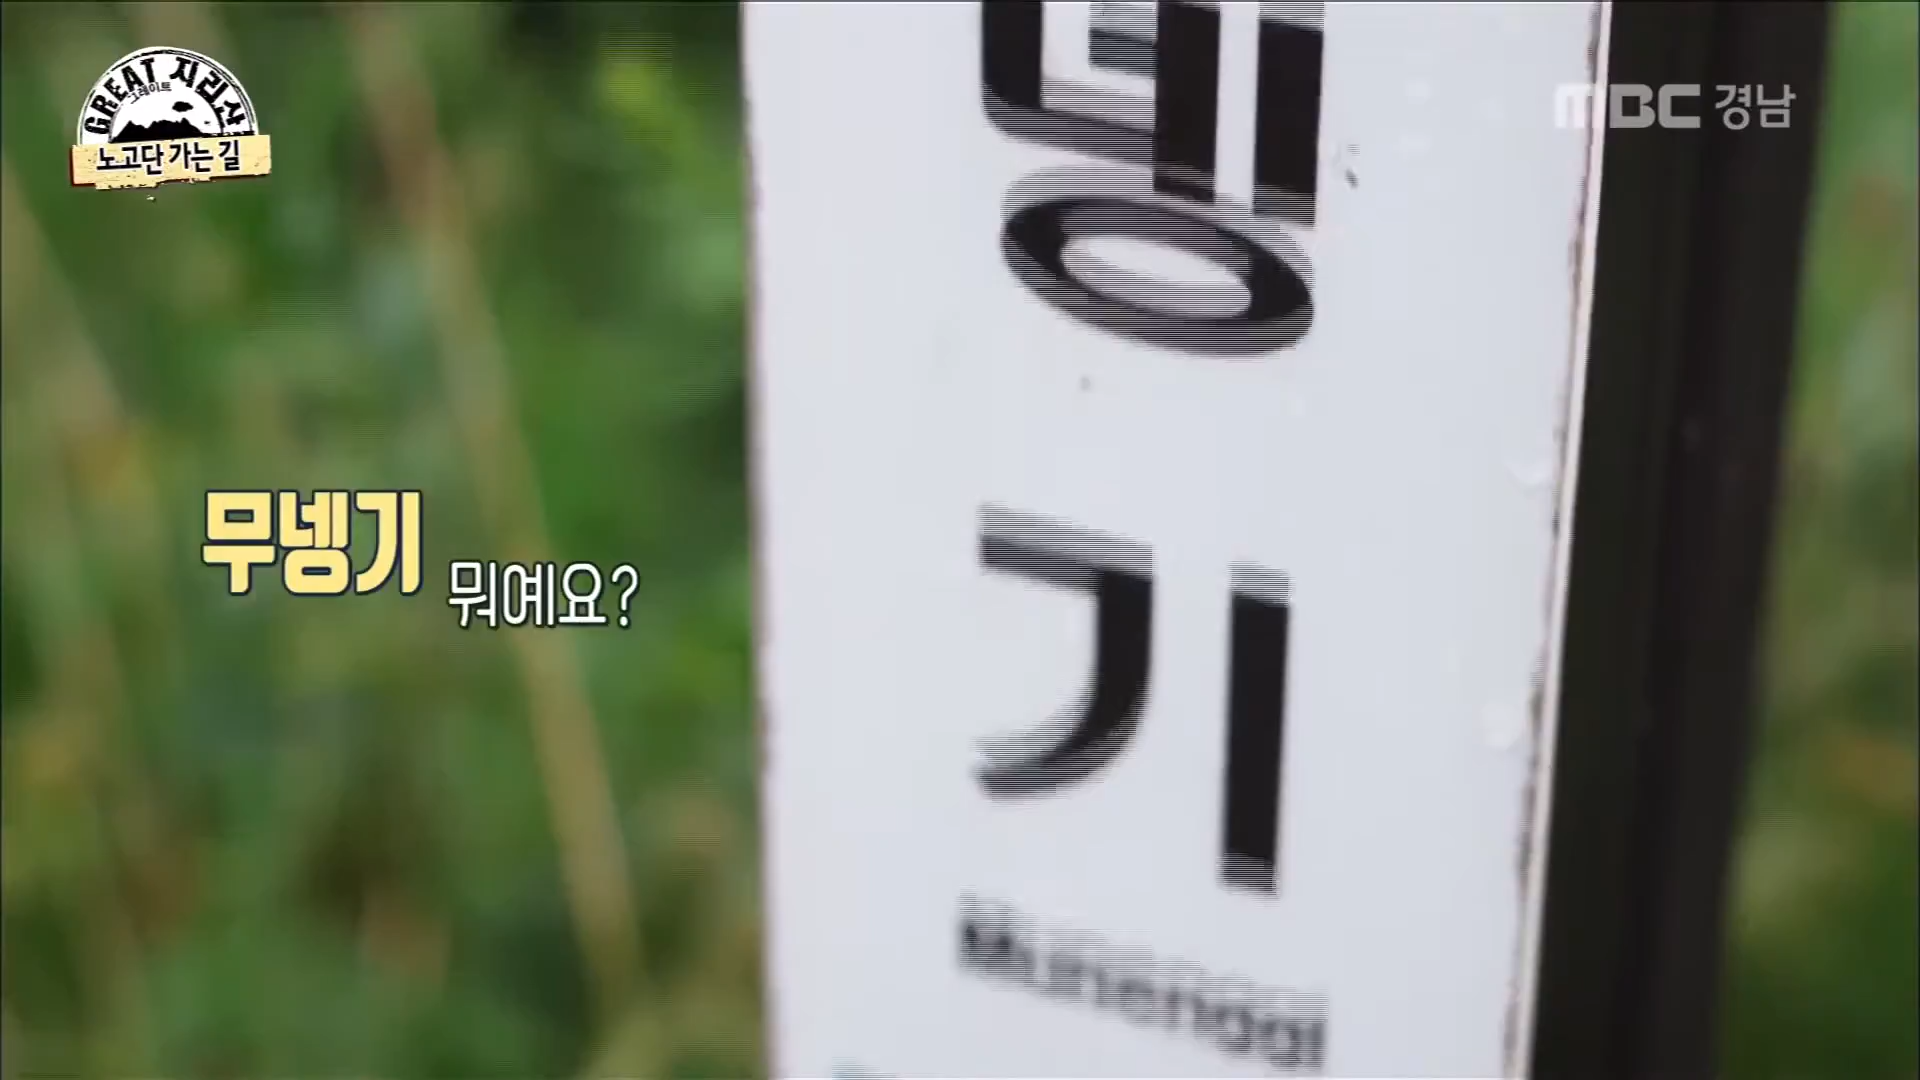 GREAT 지리산
그레이트
노고단 가는 길
MBC 경남
무넹기 뭐예요?
넹
기
Munenggi